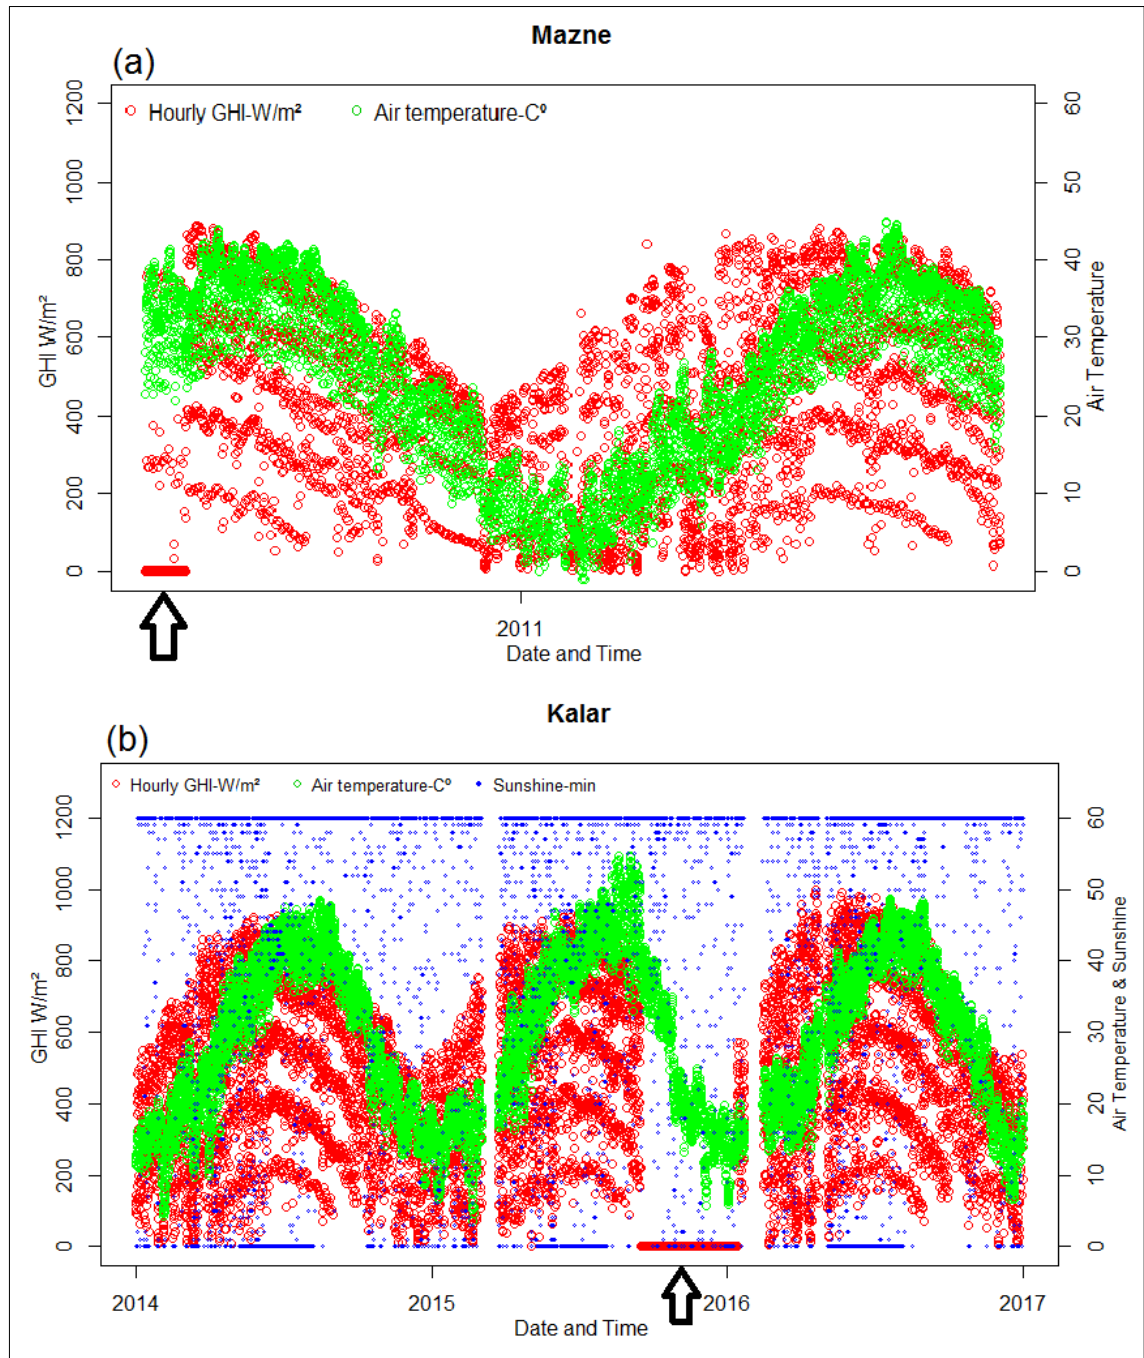 Mazne
(a)
Hourly GHI-W/m² Air temperature-Cº
GHI W/m²
0 200 400 600 800 1000 1200
Air Temperature
0 10 20 30 40 50 60
2011
Date and Time
Kalar
(b)
Hourly GHI-W/m² Air temperature-Cº Sunshine-min
GHI W/m²
0 200 400 600 800 1000 1200
Air Temperature & Sunshine
0 10 20 30 40 50 60
2014 2015 2016 2017
Date and Time